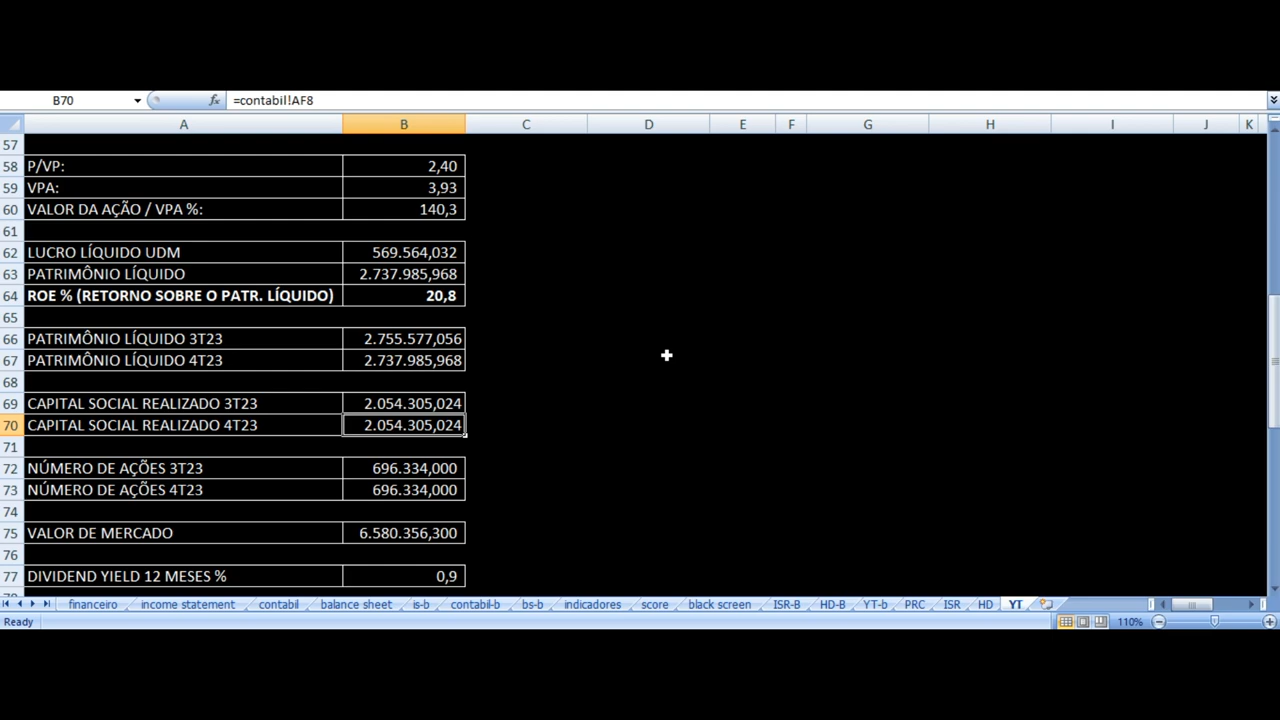 B70 fx =contabil!AF8
A B C D E F G H I J K
57
58 P/VP: 2,40
59 VPA: 3,93
60 VALOR DA AÇÃO / VPA %: 140,3
61
62 LUCRO LÍQUIDO UDM 569.564,032
63 PATRIMÔNIO LÍQUIDO 2.737.985,968
64 ROE % (RETORNO SOBRE O PATR. LÍQUIDO) 20,8
65
66 PATRIMÔNIO LÍQUIDO 3T23 2.755.577,056
67 PATRIMÔNIO LÍQUIDO 4T23 2.737.985,968
68
69 CAPITAL SOCIAL REALIZADO 3T23 2.054.305,024
70 CAPITAL SOCIAL REALIZADO 4T23 2.054.305,024
71
72 NÚMERO DE AÇÕES 3T23 696.334,000
73 NÚMERO DE AÇÕES 4T23 696.334,000
74
75 VALOR DE MERCADO 6.580.356,300
76
77 DIVIDEND YIELD 12 MESES % 0,9
financeiro income statement contabil balance sheet is-b contabil-b bs-b indicadores score black screen ISR-B HD-B YT-b PRC ISR HD YT
Ready 110%